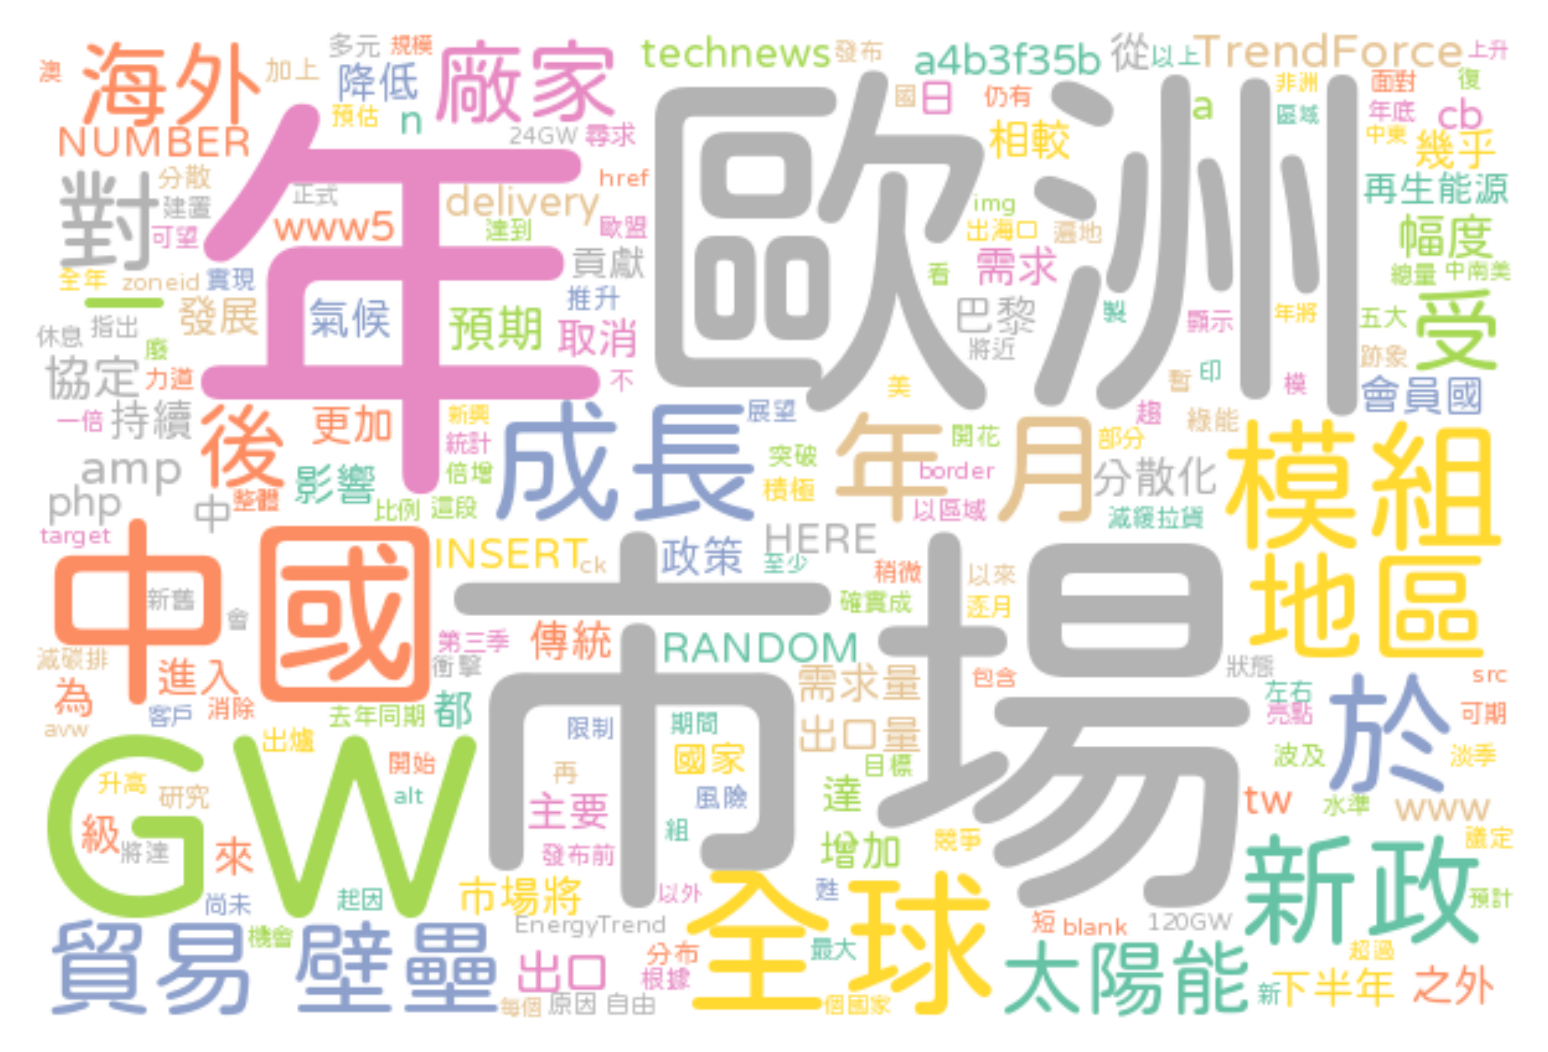 海外
澳
加上
多元
規模
降低
預估
n
廠家
technews
發布
a4b3f35b
從
以上
TrendForce
上升
NUMBER
24GW
尋求
國
日
仍有
相較
a
非洲
區域
面對
年底
中東
復
cb
幾乎
對
分散
建置
可望
正式
www5
年
delivery
href
達到
歐盟
歐洲
img
出海口
遍地
需求
看
再生能源
幅度
總量
中南美
全年
zoneid
實現
一
發展
氣候
預期
貢獻
推升
取消
巴黎
將近
製
顯示
年將
五大
受
休息
指出
廢
協定
力道
不
美
暫
印
模
跡象
會員國
一倍
持續
後
更加
新興
統計
倍增
成長
展望
突破
積極
年月
開花
border
以區域
部分
趨
綠能
分散化
減緩拉貨
模組
amp
php
影響
中
整體
比例
這段
target
中國
新舊
會
INSERT
ck
政策
HERE
至少
稍微
確實成
以來
逐月
地區
減碳排
為
進入
客戶
消除
avw
第三季
衝擊
傳統
RANDOM
市場
需求量
出口量
包含
狀態
左右
亮點
波及
於
src
可期
淡季
去年同期
都
限制
期間
國家
目標
GW
升高
研究
級
將達
來
出爐
開始
alt
再
主要
發布前
風險
組
達
增加
競爭
tw
水準
www
議定
尚未
起因
市場將
EnergyTrend
以外
全球
甦
短
blank
120GW
新政
預計
貿易
機會
壁壘
出口
每個
原因
自由
分布
根據
最大
個國家
太陽能
新
下半年
超過
之外